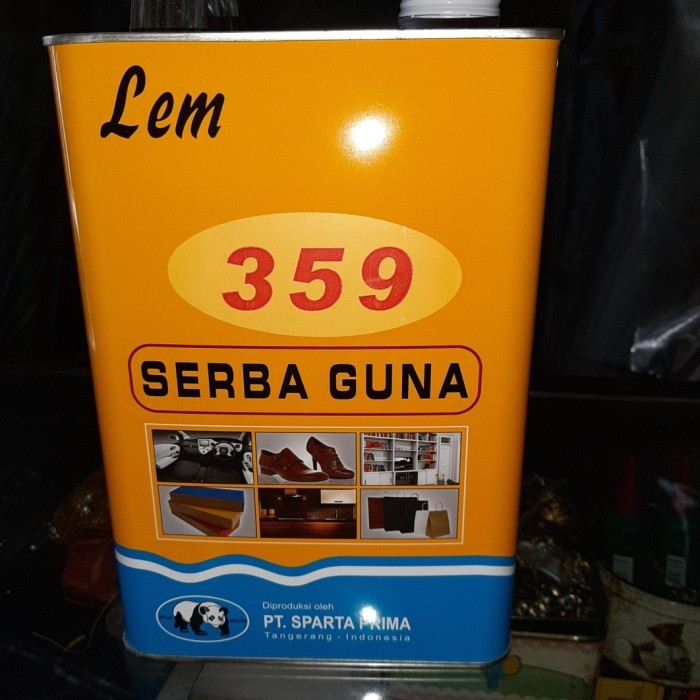 Lem
359
SERBA GUNA
Diproduksi oleh
PT. SPARTA PRIMA
Tangerang - Indonesia